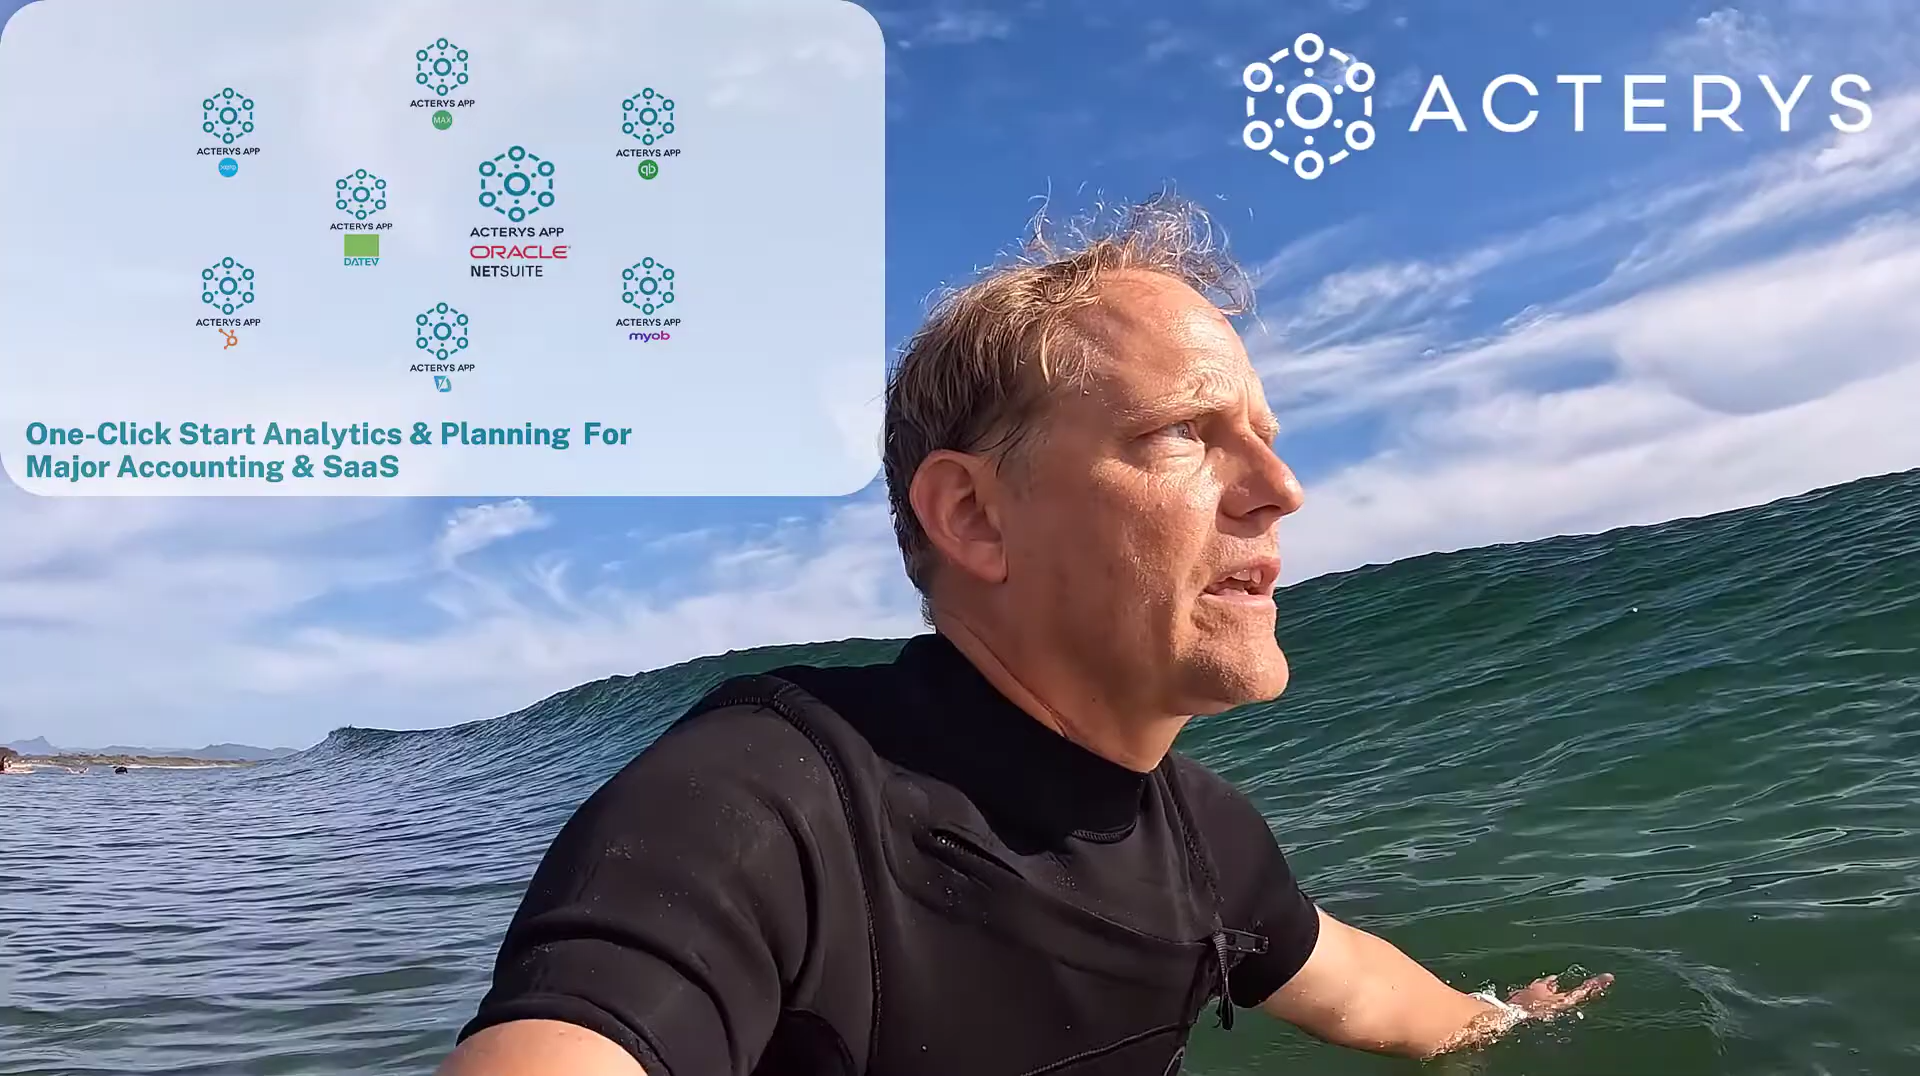 ACTERYS
ACTERYS APP
MAX
ACTERYS APP
xero
ACTERYS APP
qb
ACTERYS APP
DATEV
ACTERYS APP
ORACLE
NETSUITE
ACTERYS APP
ACTERYS APP
myob
ACTERYS APP
One-Click Start Analytics & Planning For
Major Accounting & SaaS